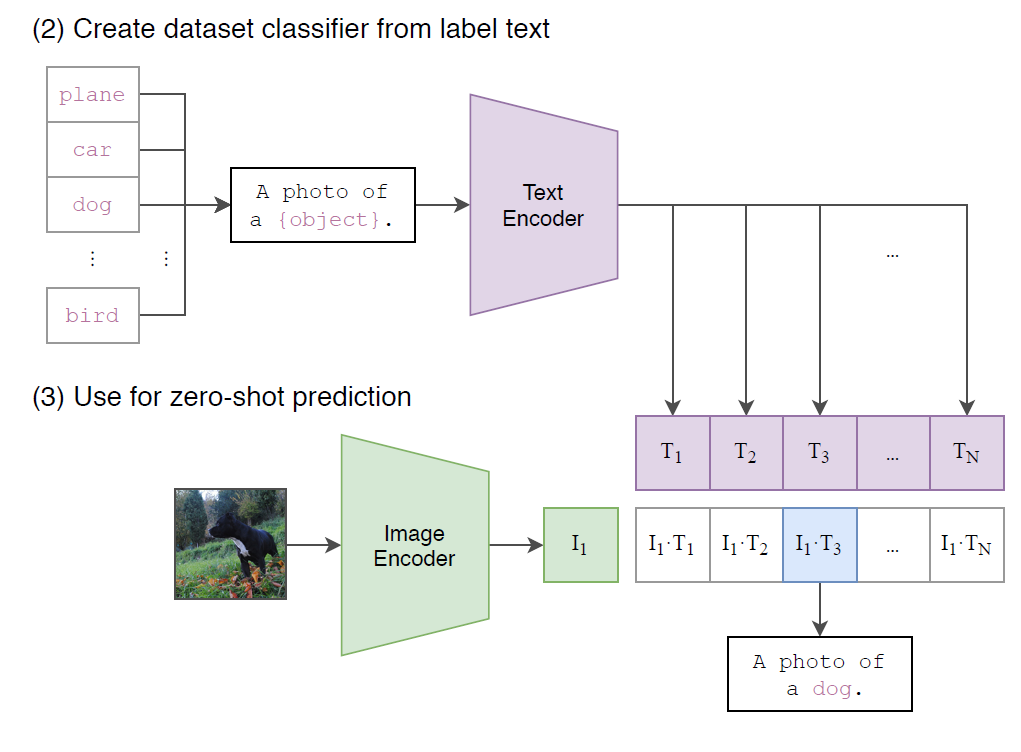 (2) Create dataset classifier from label text
plane
car
dog
⋮ ⋮
bird
A photo of
a {object}.
Text
Encoder
...
(3) Use for zero-shot prediction
Image
Encoder
T1 T2 T3 ... TN
I1 I1·T1 I1·T2 I1·T3 ... I1·TN
A photo of
a dog.